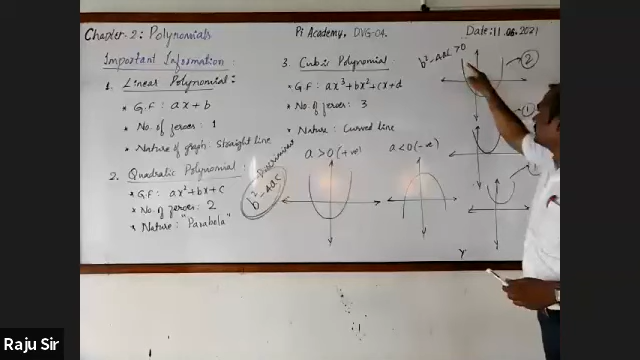 Chapter-2: Polynomials
Pi Academy, DVG-04.
Date: 11.06.2021
Important Information:
1. Linear Polynomial:
* G.F: ax + b
* No. of zeroes: 1
* Nature of graph: Straight line
2. Quadratic Polynomial:
* G.F: ax² + bx + c
* No. of zeroes: 2
* Nature: "Parabola"
b² - 4ac
Discriminant
3. Cubic Polynomial
* G.F: ax³ + bx² + cx + d
* No. of zeroes: 3
* Nature: Curved line
a > 0 (+ve)
a < 0 (-ve)
b² - 4ac > 0
2
1
Raju Sir